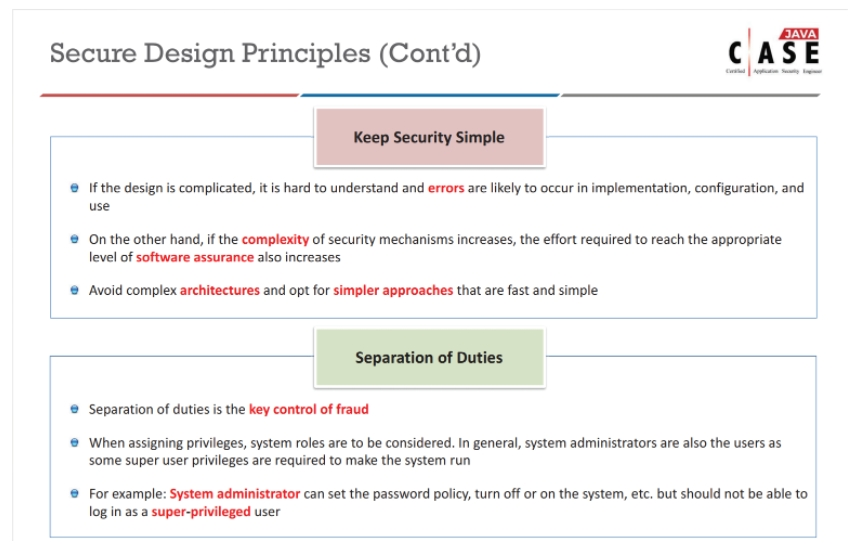 Secure Design Principles (Cont’d)
JAVA
CASE
Certified Application Security Engineer
Keep Security Simple
If the design is complicated, it is hard to understand and errors are likely to occur in implementation, configuration, and
use
On the other hand, if the complexity of security mechanisms increases, the effort required to reach the appropriate
level of software assurance also increases
Avoid complex architectures and opt for simpler approaches that are fast and simple
Separation of Duties
Separation of duties is the key control of fraud
When assigning privileges, system roles are to be considered. In general, system administrators are also the users as
some super user privileges are required to make the system run
For example: System administrator can set the password policy, turn off or on the system, etc. but should not be able to
log in as a super-privileged user